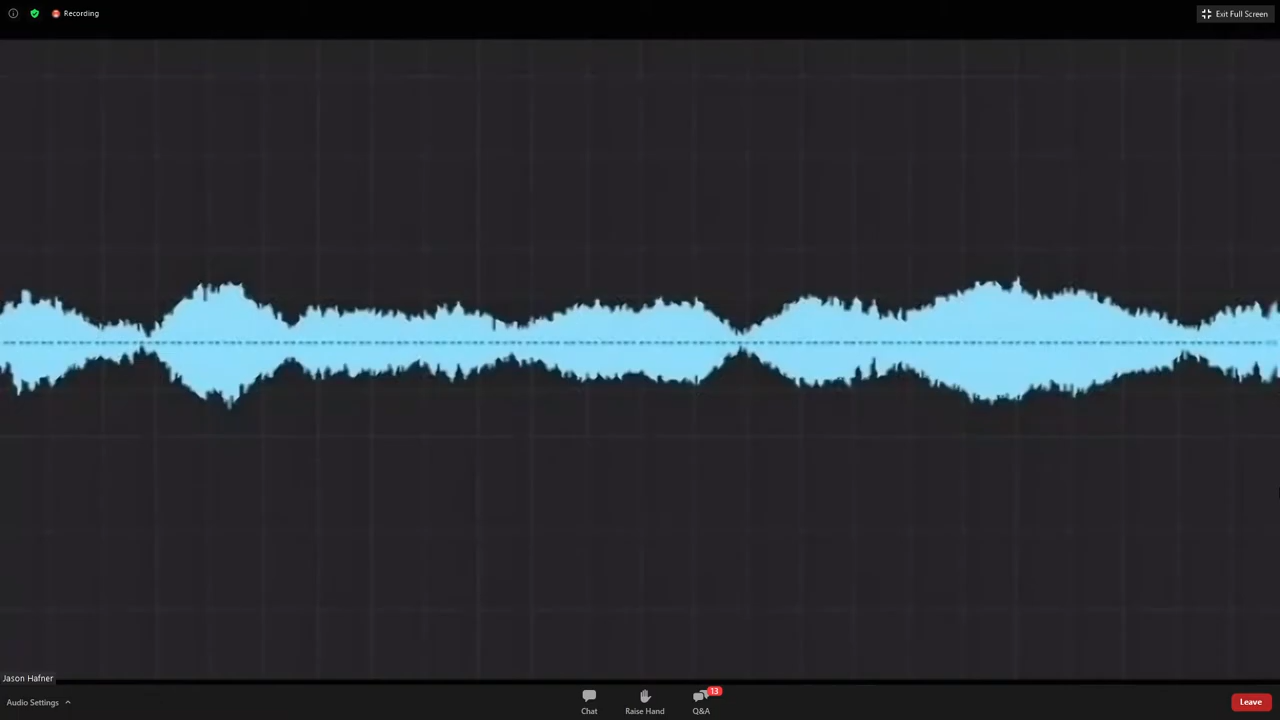 Recording
Exit Full Screen
Jason Hafner
Audio Settings
Chat
Raise Hand
13
Q&A
Leave